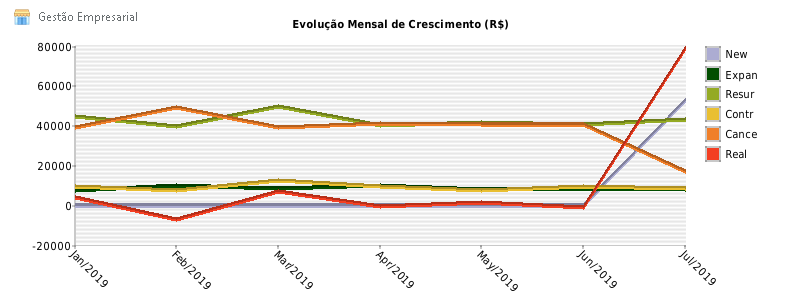 Gestão Empresarial
Evolução Mensal de Crescimento (R$)
80000
60000
40000
20000
0
-20000
Jan/2019
Feb/2019
Mar/2019
Apr/2019
May/2019
Jun/2019
Jul/2019
New
Expan
Resur
Contr
Cance
Real